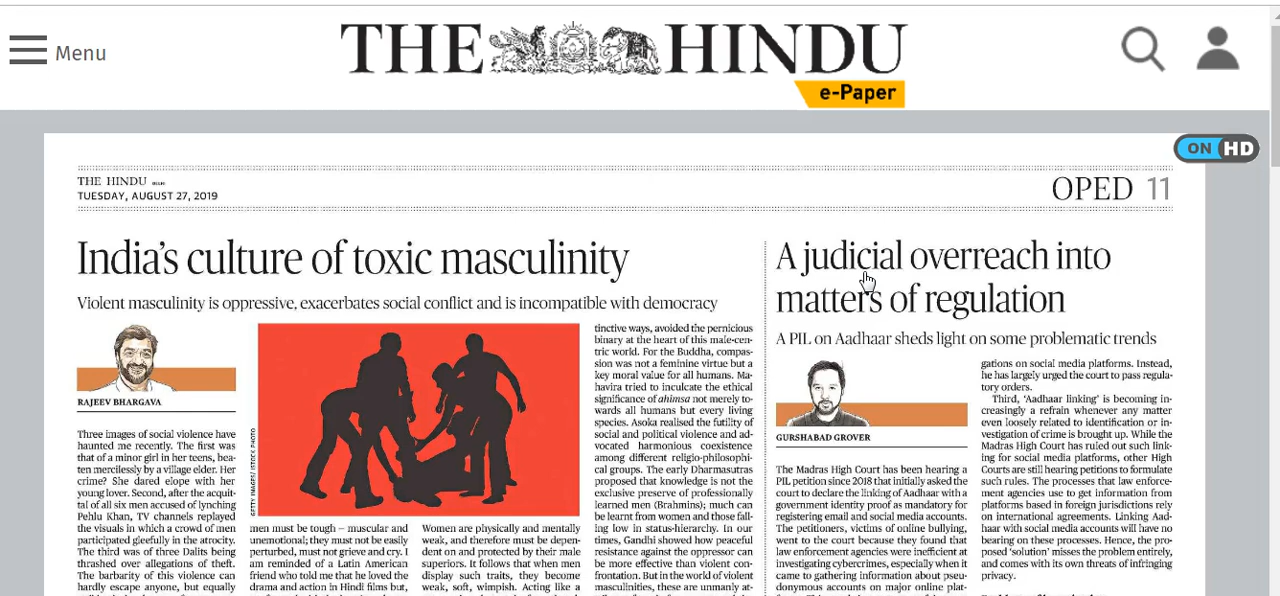 Menu
THE HINDU
e-Paper
ON HD
THE HINDU
TUESDAY, AUGUST 27, 2019
OPED 11
India's culture of toxic masculinity
Violent masculinity is oppressive, exacerbates social conflict and is incompatible with democracy
RAJEEV BHARGAVA
Three images of social violence have
haunted me recently. The first was
that of a minor girl in her teens, bea-
ten mercilessly by a village elder. Her
crime? She dared elope with her
young lover. Second, after the acquit-
tal of all six men accused of lynching
Pehlu Khan, TV channels replayed
the visuals in which a crowd of men
participated gleefully in the atrocity.
The third was of three Dalits being
thrashed over allegations of theft.
The barbarity of this violence can
hardly escape anyone, but equally
GETTY IMAGES/ ISTOCK PHOTO
men must be tough – muscular and
unemotional; they must not be easily
perturbed, must not grieve and cry. I
am reminded of a Latin American
friend who told me that he loved the
drama and action in Hindi films but,
Women are physically and mentally
weak, and therefore must be depen-
dent on and protected by their male
superiors. It follows that when men
display such traits, they become
weak, soft, wimpish. Acting like a
tinctive ways, avoided the pernicious
binary at the heart of this male-cen-
tric world. For the Buddha, compas-
sion was not a feminine virtue but a
key moral value for all humans. Ma-
havira tried to inculcate the ethical
significance of ahimsa not merely to-
wards all humans but every living
species. Asoka realised the futility of
social and political violence and ad-
vocated harmonious coexistence
among different religio-philosophi-
cal groups. The early Dharmasutras
proposed that knowledge is not the
exclusive preserve of professionally
learned men (Brahmins); much can
be learnt from women and those fall-
ing low in status-hierarchy. In our
times, Gandhi showed how peaceful
resistance against the oppressor can
be more effective than violent con-
frontation. But in the world of violent
masculinities, these are unmanly at-
A judicial overreach into
matters of regulation
A PIL on Aadhaar sheds light on some problematic trends
GURSHABAD GROVER
The Madras High Court has been hearing a
PIL petition since 2018 that initially asked the
court to declare the linking of Aadhaar with a
government identity proof as mandatory for
registering email and social media accounts.
The petitioners, victims of online bullying,
went to the court because they found that
law enforcement agencies were inefficient at
investigating cybercrimes, especially when it
came to gathering information about pseu-
donymous accounts on major online plat-
gations on social media platforms. Instead,
he has largely urged the court to pass regula-
tory orders.
Third, 'Aadhaar linking' is becoming in-
creasingly a refrain whenever any matter
even loosely related to identification or in-
vestigation of crime is brought up. While the
Madras High Court has ruled out such link-
ing for social media platforms, other High
Courts are still hearing petitions to formulate
such rules. The processes that law enforce-
ment agencies use to get information from
platforms based in foreign jurisdictions rely
on international agreements. Linking Aad-
haar with social media accounts will have no
bearing on these processes. Hence, the pro-
posed 'solution' misses the problem entirely,
and comes with its own threats of infringing
privacy.